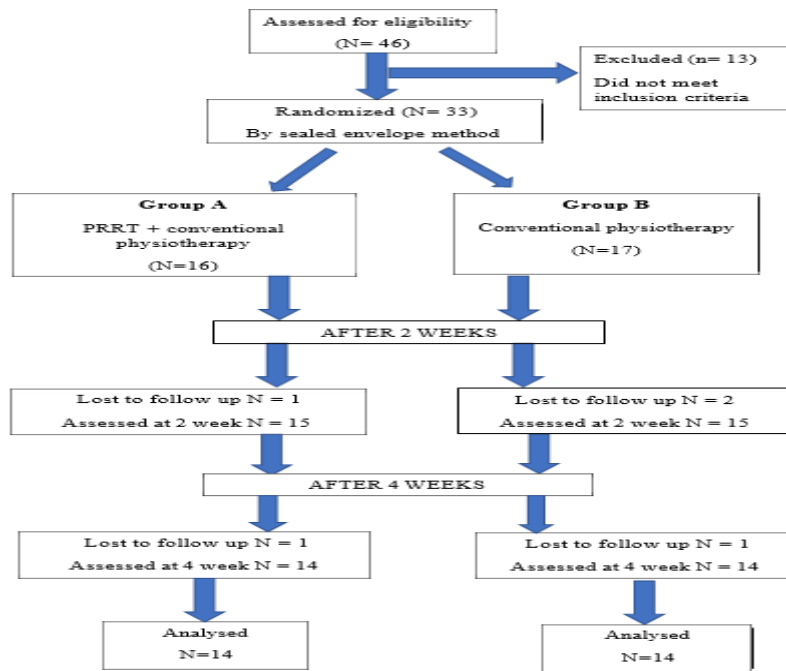 Assessed for eligibility
(N= 46)
Excluded (n= 13)
Did not meet
inclusion criteria
Randomized (N= 33)
By sealed envelope method
Group A
PRRT + conventional
physiotherapy
(N=16)
Group B
Conventional physiotherapy
(N=17)
AFTER 2 WEEKS
Lost to follow up N = 1
Assessed at 2 week N = 15
Lost to follow up N = 2
Assessed at 2 week N = 15
AFTER 4 WEEKS
Lost to follow up N = 1
Assessed at 4 week N = 14
Lost to follow up N = 1
Assessed at 4 week N = 14
Analysed
N=14
Analysed
N=14